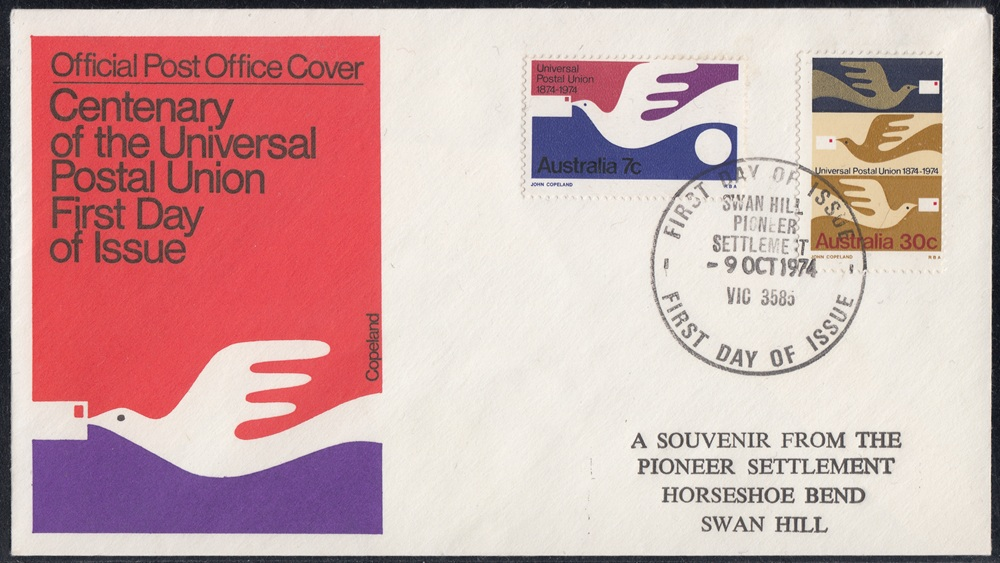 Official Post Office Cover
Centenary
of the Universal
Postal Union
First Day
of Issue
Copeland
Universal
Postal Union
1874-1974
Australia 7c
JOHN COPELAND
RBA
Universal Postal Union 1874-1974
Australia 30c
JOHN COPELAND
RBA
FIRST DAY OF ISSUE
SWAN HILL
PIONEER
SETTLEMENT
- 9 OCT 1974
VIC 3585
FIRST DAY OF ISSUE
A SOUVENIR FROM THE
PIONEER SETTLEMENT
HORSESHOE BEND
SWAN HILL